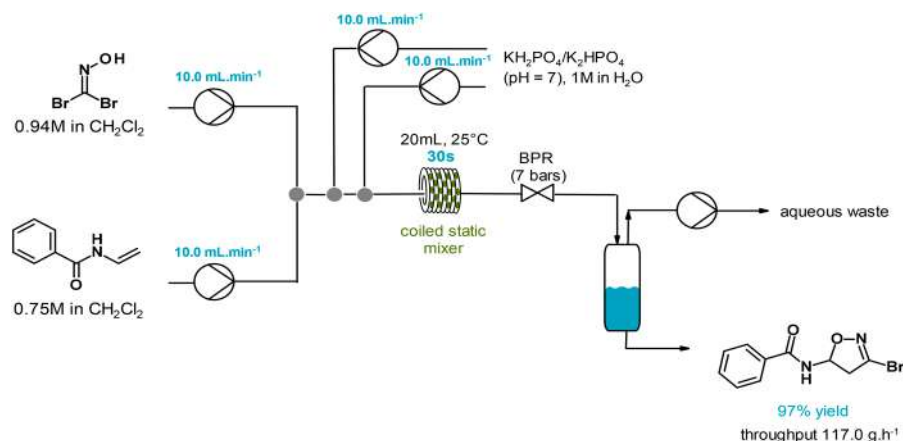 10.0 mL.min⁻¹
10.0 mL.min⁻¹
KH₂PO₄/K₂HPO₄
(pH = 7), 1M in H₂O
N OH
Br Br
0.94M in CH₂Cl₂
10.0 mL.min⁻¹
20mL, 25°C
30s
BPR
(7 bars)
coiled static
mixer
aqueous waste
H
N
O
0.75M in CH₂Cl₂
10.0 mL.min⁻¹
O
N
H
O N
Br
97% yield
throughput 117.0 g.h⁻¹